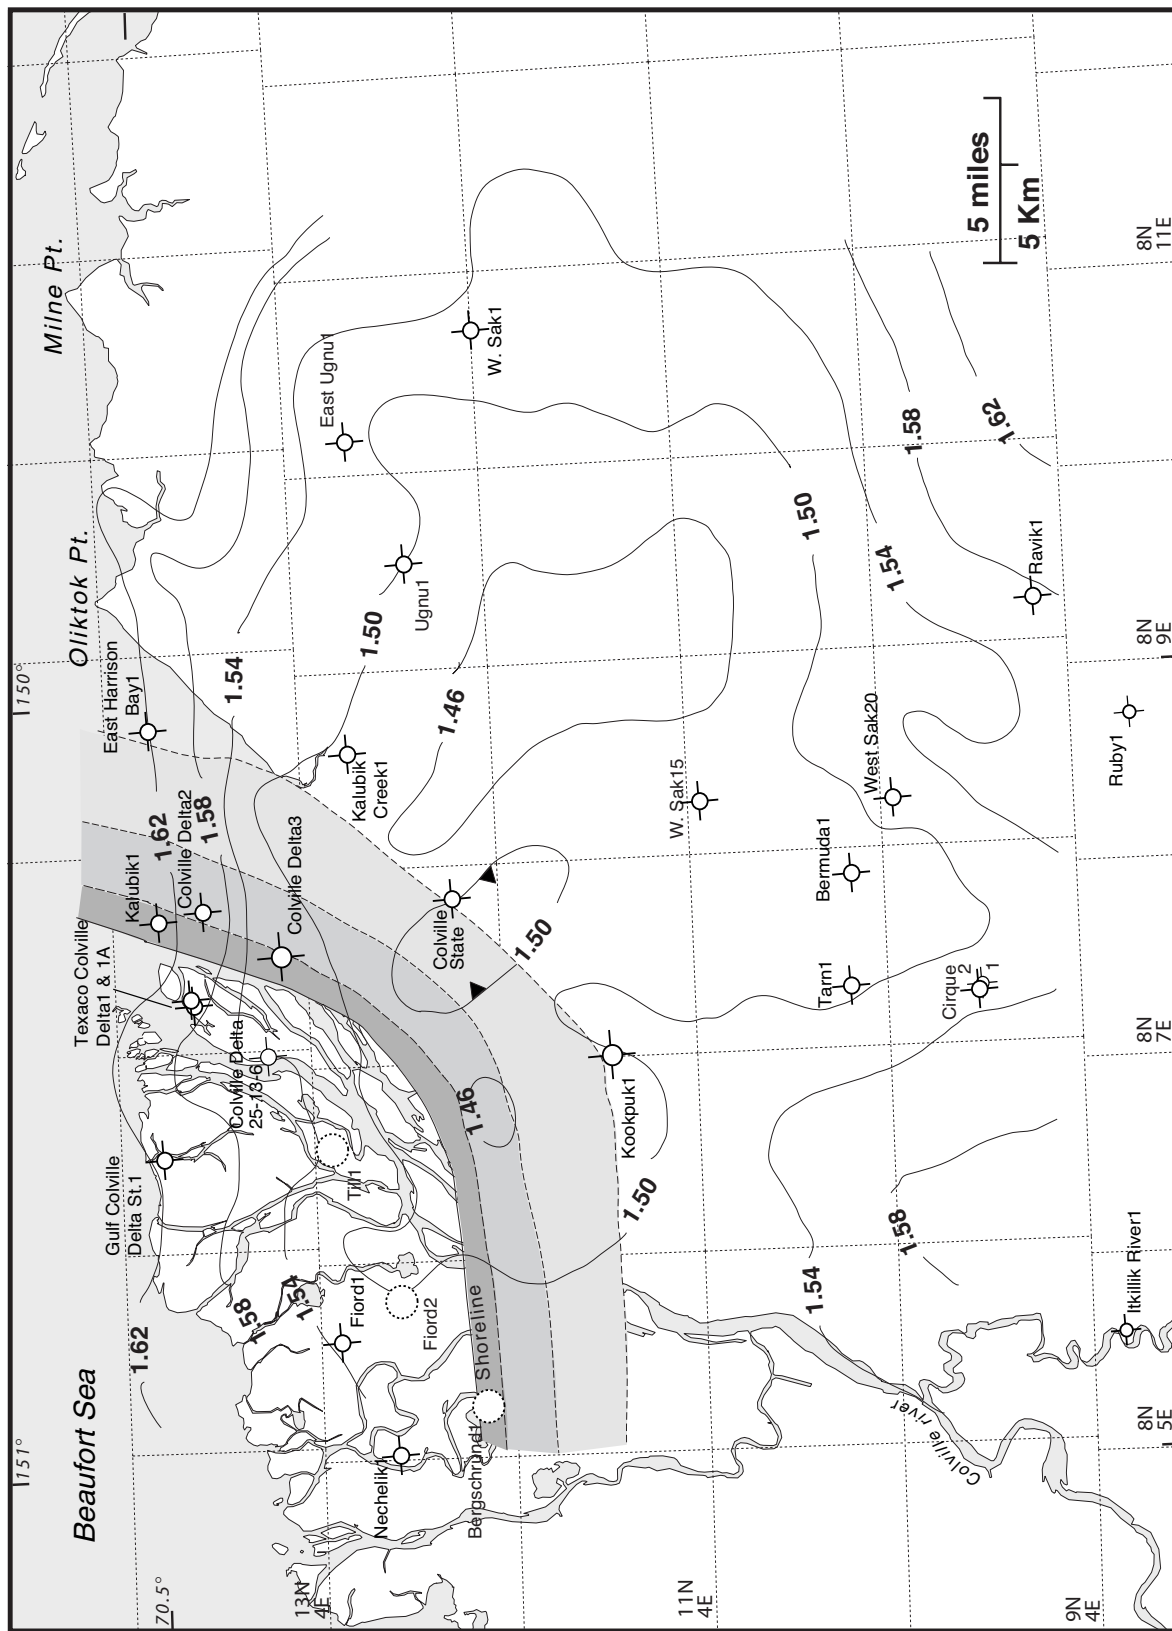 151°
150°
Beaufort Sea
Oliktok Pt.
Milne Pt.
70.5°
1.62
Gulf Colville
Delta St.1
Texaco Colville
Delta1 & 1A
Kalubik1
1.62
Colville Delta2
1.58
East Harrison
Bay1
13N
4E
1.58
1.54
Colville Delta
25-13-6
Colville Delta3
1.54
Fiord1
Till1
Kalubik
Creek1
1.50
East Ugnu1
Nechelik1
Fiord2
Ugnu1
Bergschrund1
Shoreline
1.46
Colville
State
1.46
W. Sak1
1.50
Kookpuk1
1.50
W. Sak15
11N
4E
1.54
Tarn1
Bermuda1
1.50
West Sak20
1.54
1.58
1.58
Colville river
Cirque 2
1
1.62
Ravik1
5 miles
5 Km
9N
4E
Itkillik River1
Ruby1
8N
5E
8N
7E
8N
9E
8N
11E